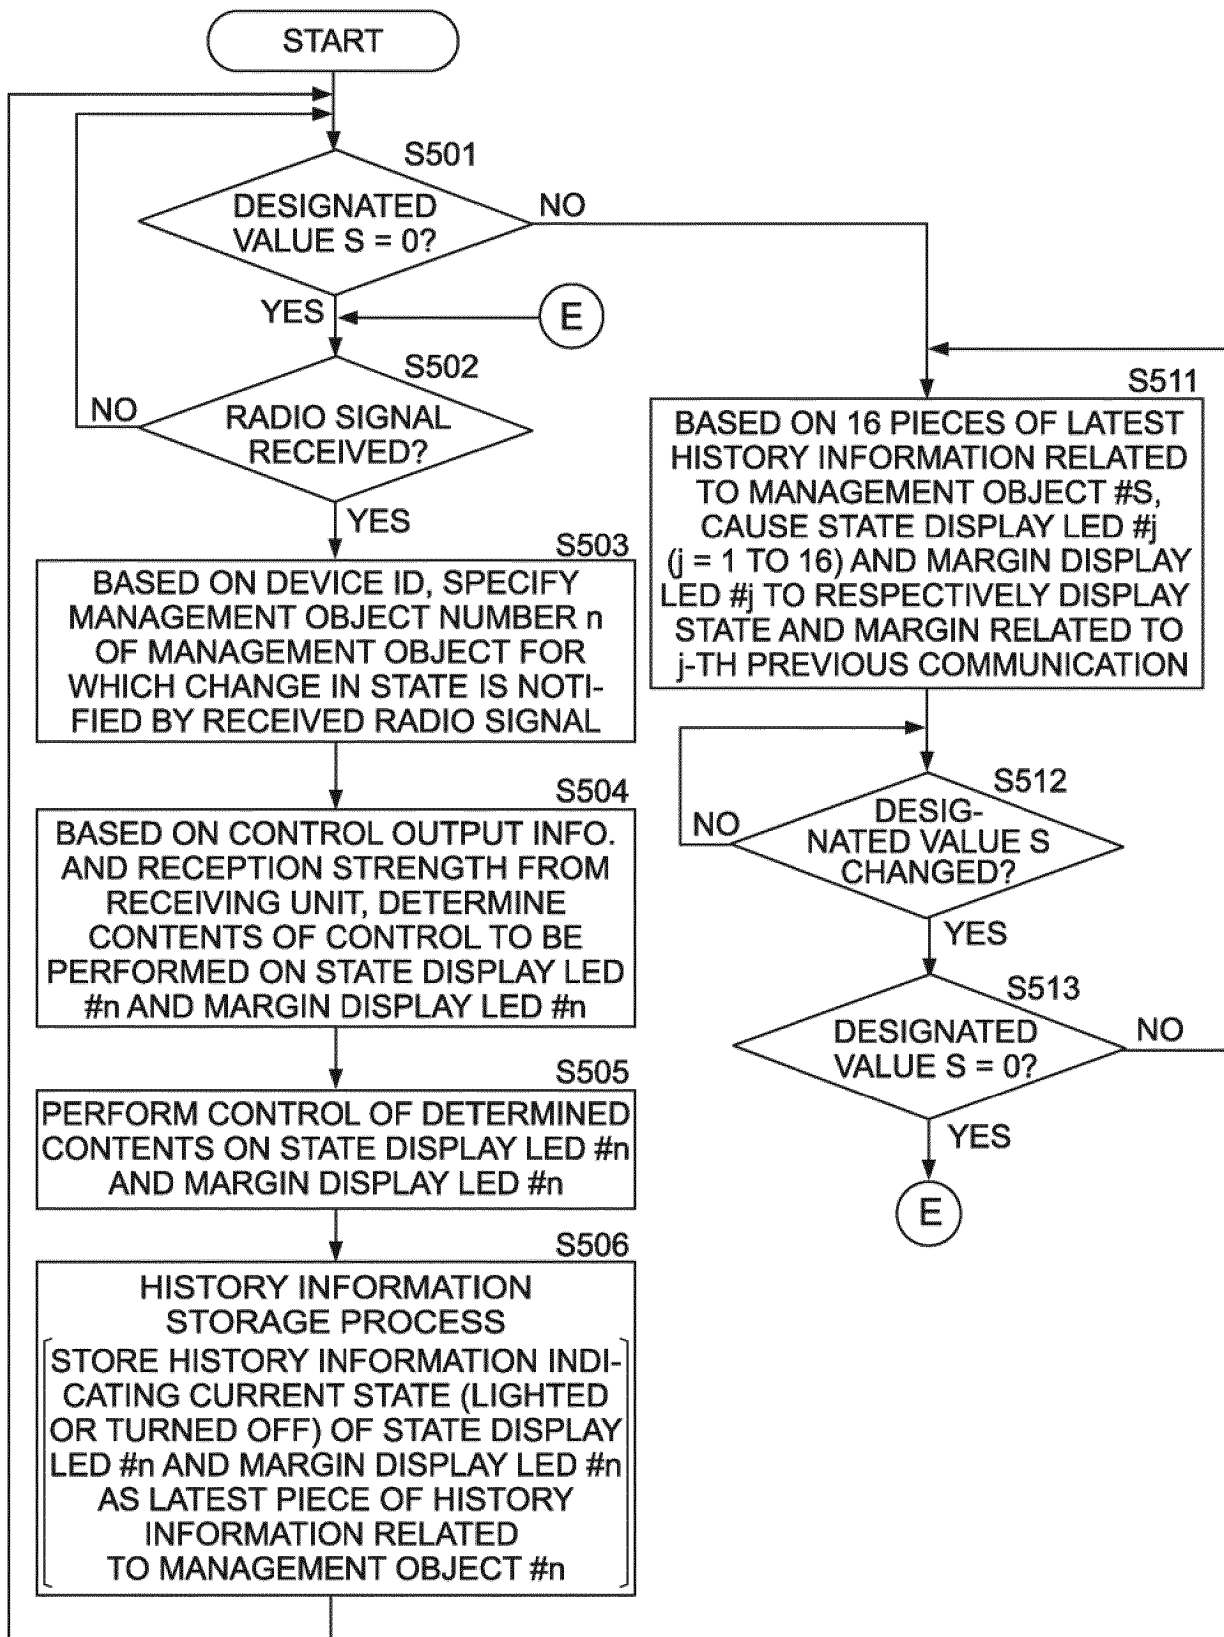 START
S501
DESIGNATED
VALUE S = 0?
NO
YES
E
S502
RADIO SIGNAL
RECEIVED?
NO
YES
S503
BASED ON DEVICE ID, SPECIFY
MANAGEMENT OBJECT NUMBER n
OF MANAGEMENT OBJECT FOR
WHICH CHANGE IN STATE IS NOTI-
FIED BY RECEIVED RADIO SIGNAL
S504
BASED ON CONTROL OUTPUT INFO.
AND RECEPTION STRENGTH FROM
RECEIVING UNIT, DETERMINE
CONTENTS OF CONTROL TO BE
PERFORMED ON STATE DISPLAY LED
#n AND MARGIN DISPLAY LED #n
S505
PERFORM CONTROL OF DETERMINED
CONTENTS ON STATE DISPLAY LED #n
AND MARGIN DISPLAY LED #n
S506
HISTORY INFORMATION
STORAGE PROCESS
STORE HISTORY INFORMATION INDI-
CATING CURRENT STATE (LIGHTED
OR TURNED OFF) OF STATE DISPLAY
LED #n AND MARGIN DISPLAY LED #n
AS LATEST PIECE OF HISTORY
INFORMATION RELATED
TO MANAGEMENT OBJECT #n
S511
BASED ON 16 PIECES OF LATEST
HISTORY INFORMATION RELATED
TO MANAGEMENT OBJECT #S,
CAUSE STATE DISPLAY LED #j
(j = 1 TO 16) AND MARGIN DISPLAY
LED #j TO RESPECTIVELY DISPLAY
STATE AND MARGIN RELATED TO
j-TH PREVIOUS COMMUNICATION
S512
DESIG-
NATED VALUE S
CHANGED?
NO
YES
S513
DESIGNATED
VALUE S = 0?
NO
YES
E